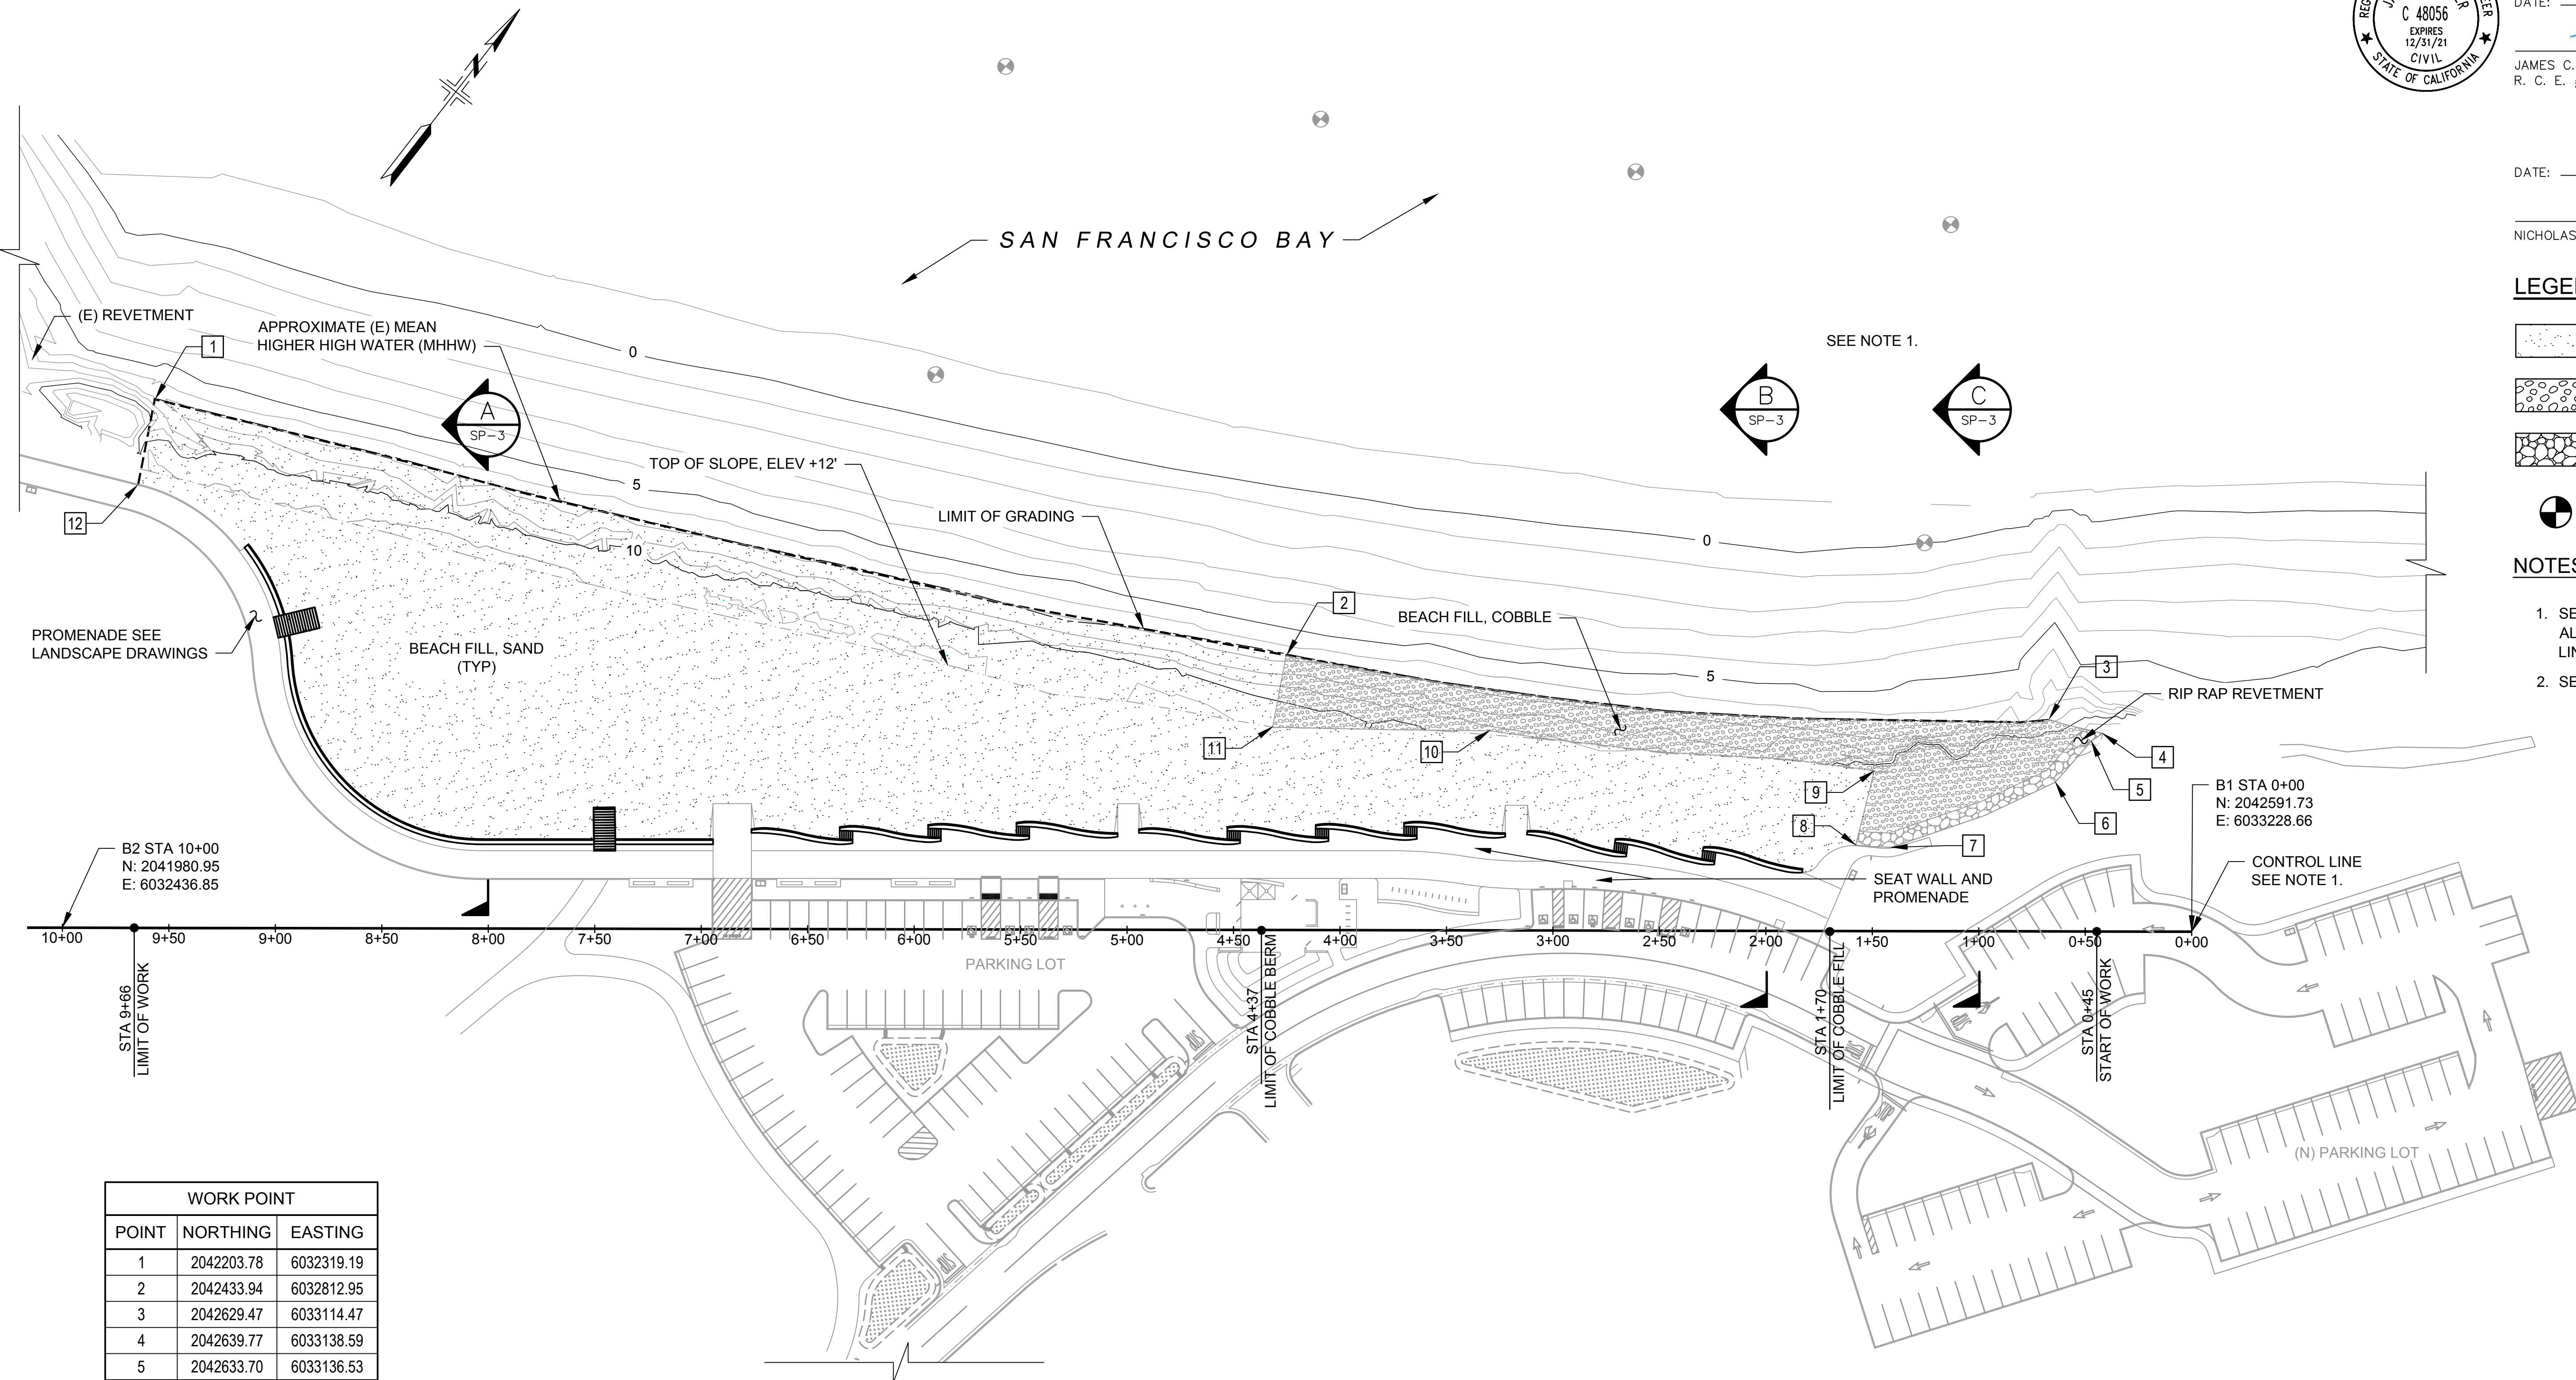 C 48056
EXPIRES
12/31/21
CIVIL
STATE OF CALIFORNIA
DATE:
JAMES C.
R. C. E.
DATE:
NICHOLAS
N
SAN FRANCISCO BAY
LEGE
(E) REVETMENT
APPROXIMATE (E) MEAN
HIGHER HIGH WATER (MHHW)
1
0
SEE NOTE 1.
A
SP-3
B
SP-3
C
SP-3
TOP OF SLOPE, ELEV +12'
5
12
LIMIT OF GRADING
10
0
NOTES
1. SE
AL
LIN
2. SE
2
BEACH FILL, COBBLE
PROMENADE SEE
LANDSCAPE DRAWINGS
BEACH FILL, SAND
(TYP)
5
3
RIP RAP REVETMENT
11
10
4
9
5
8
6
7
B1 STA 0+00
N: 2042591.73
E: 6033228.66
B2 STA 10+00
N: 2041980.95
E: 6032436.85
CONTROL LINE
SEE NOTE 1.
SEAT WALL AND
PROMENADE
10+00
9+50
9+00
8+50
8+00
7+50
7+00
6+50
6+00
5+50
5+00
4+50
4+00
3+50
3+00
2+50
2+00
1+50
1+00
0+50
0+00
PARKING LOT
STA 9+66
LIMIT OF WORK
STA 4+37
LIMIT OF COBBLE BERM
STA 1+70
LIMIT OF COBBLE FILL
STA 0+45
START OF WORK
STOP
STOP
STOP
STOP
STOP
(N) PARKING LOT
WORK POINT
POINT NORTHING EASTING
1 2042203.78 6032319.19
2 2042433.94 6032812.95
3 2042629.47 6033114.47
4 2042639.77 6033138.59
5 2042633.70 6033136.53